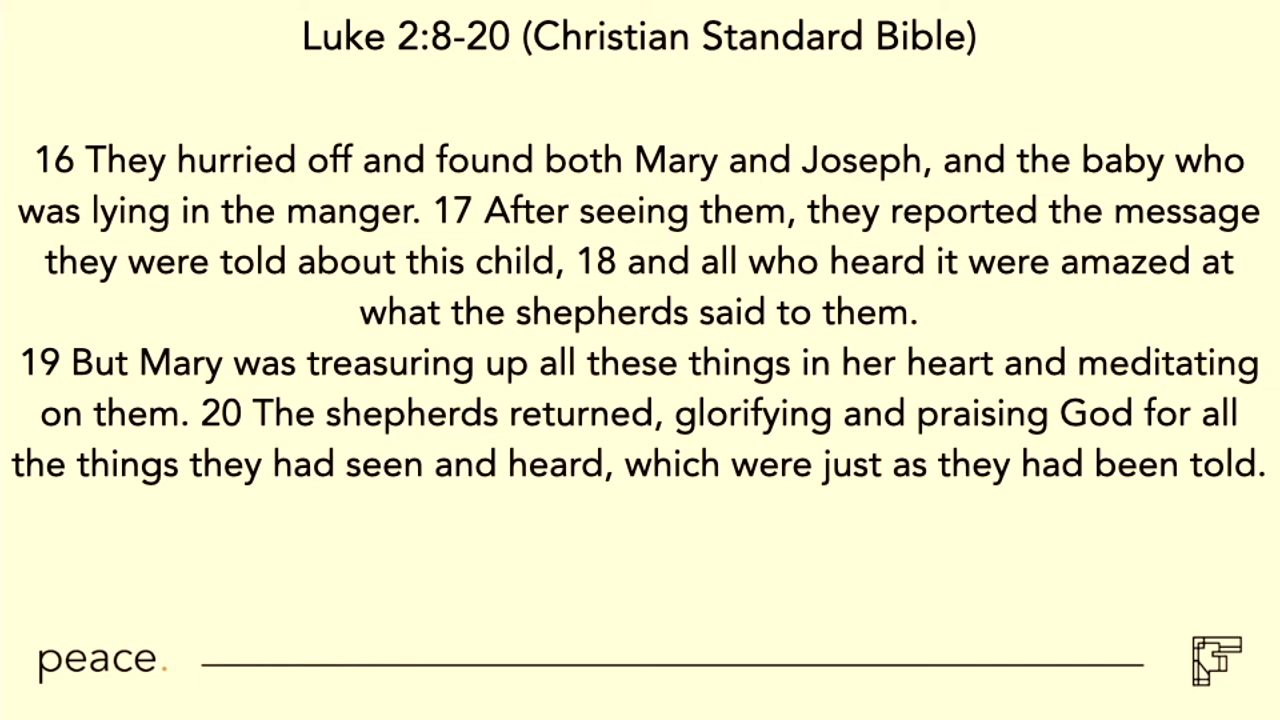 Luke 2:8-20 (Christian Standard Bible)
16 They hurried off and found both Mary and Joseph, and the baby who
was lying in the manger. 17 After seeing them, they reported the message
they were told about this child, 18 and all who heard it were amazed at
what the shepherds said to them.
19 But Mary was treasuring up all these things in her heart and meditating
on them. 20 The shepherds returned, glorifying and praising God for all
the things they had seen and heard, which were just as they had been told.
peace.